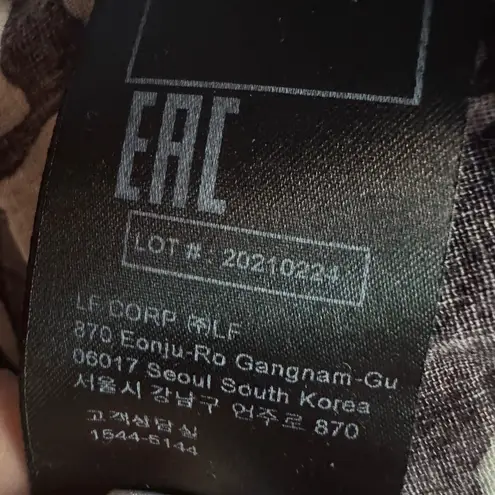 EAC
LOT #: 20210224
LF CORP ㈜LF
870 Eonju-Ro Gangnam-Gu
06017 Seoul South Korea
서울시 강남구 언주로 870
고객상담실
1544-5144